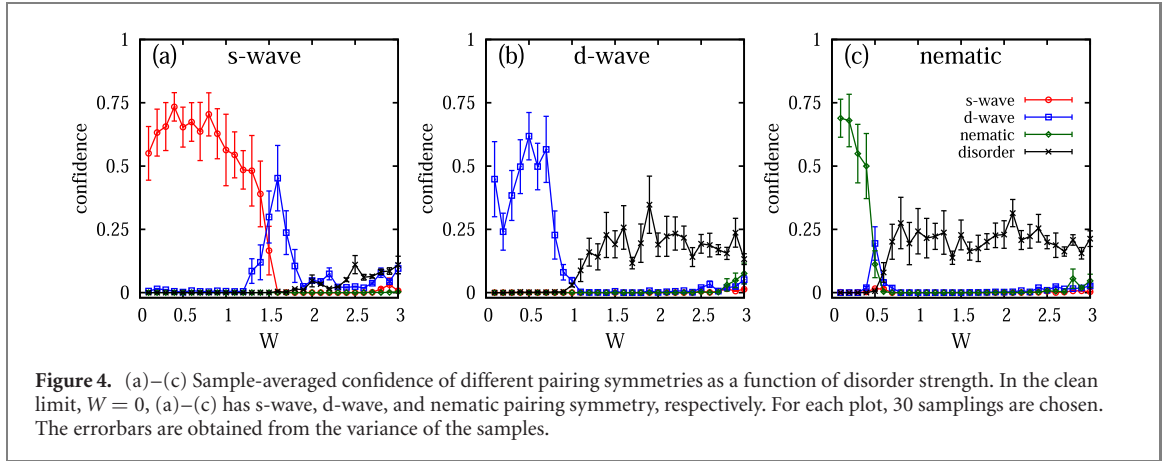 (a) s-wave
1
0.75
0.5
0.25
0
confidence
0 0.5 1 1.5 2 2.5 3
W
(b) d-wave
1
0.75
0.5
0.25
0
confidence
0 0.5 1 1.5 2 2.5 3
W
(c) nematic
1
0.75
0.5
0.25
0
confidence
0 0.5 1 1.5 2 2.5 3
W
s-wave
d-wave
nematic
disorder
Figure 4. (a)–(c) Sample-averaged confidence of different pairing symmetries as a function of disorder strength. In the clean
limit, W = 0, (a)–(c) has s-wave, d-wave, and nematic pairing symmetry, respectively. For each plot, 30 samplings are chosen.
The errorbars are obtained from the variance of the samples.